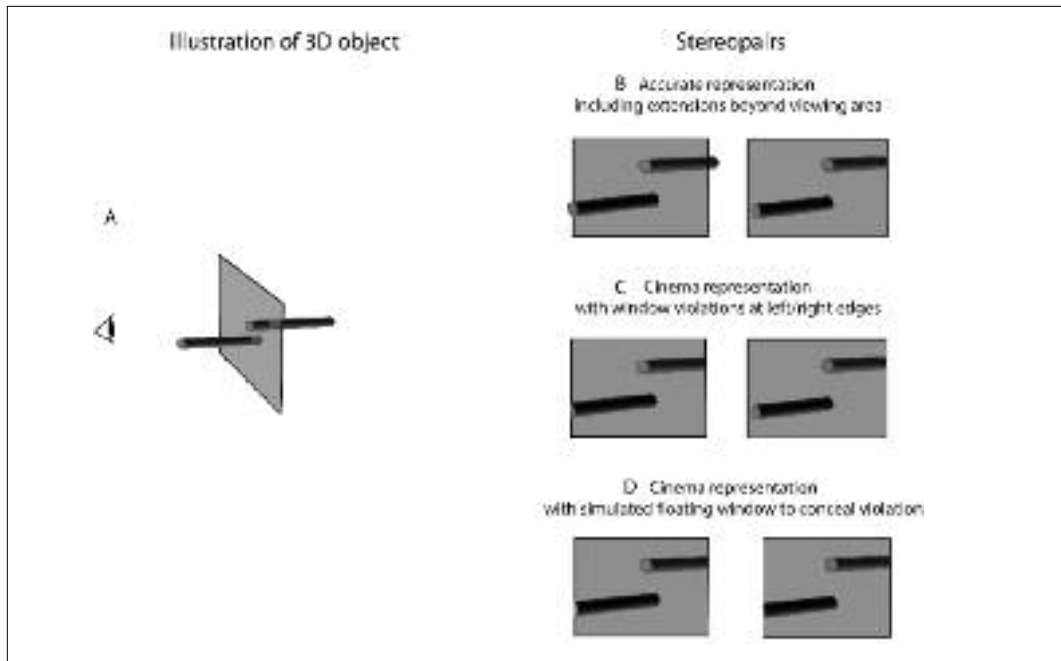 Illustration of 3D object
Stereopairs
B Accurate representation
including extensions beyond viewing area
A
C Cinema representation
with window violations at left/right edges
D Cinema representation
with simulated floating window to conceal violation